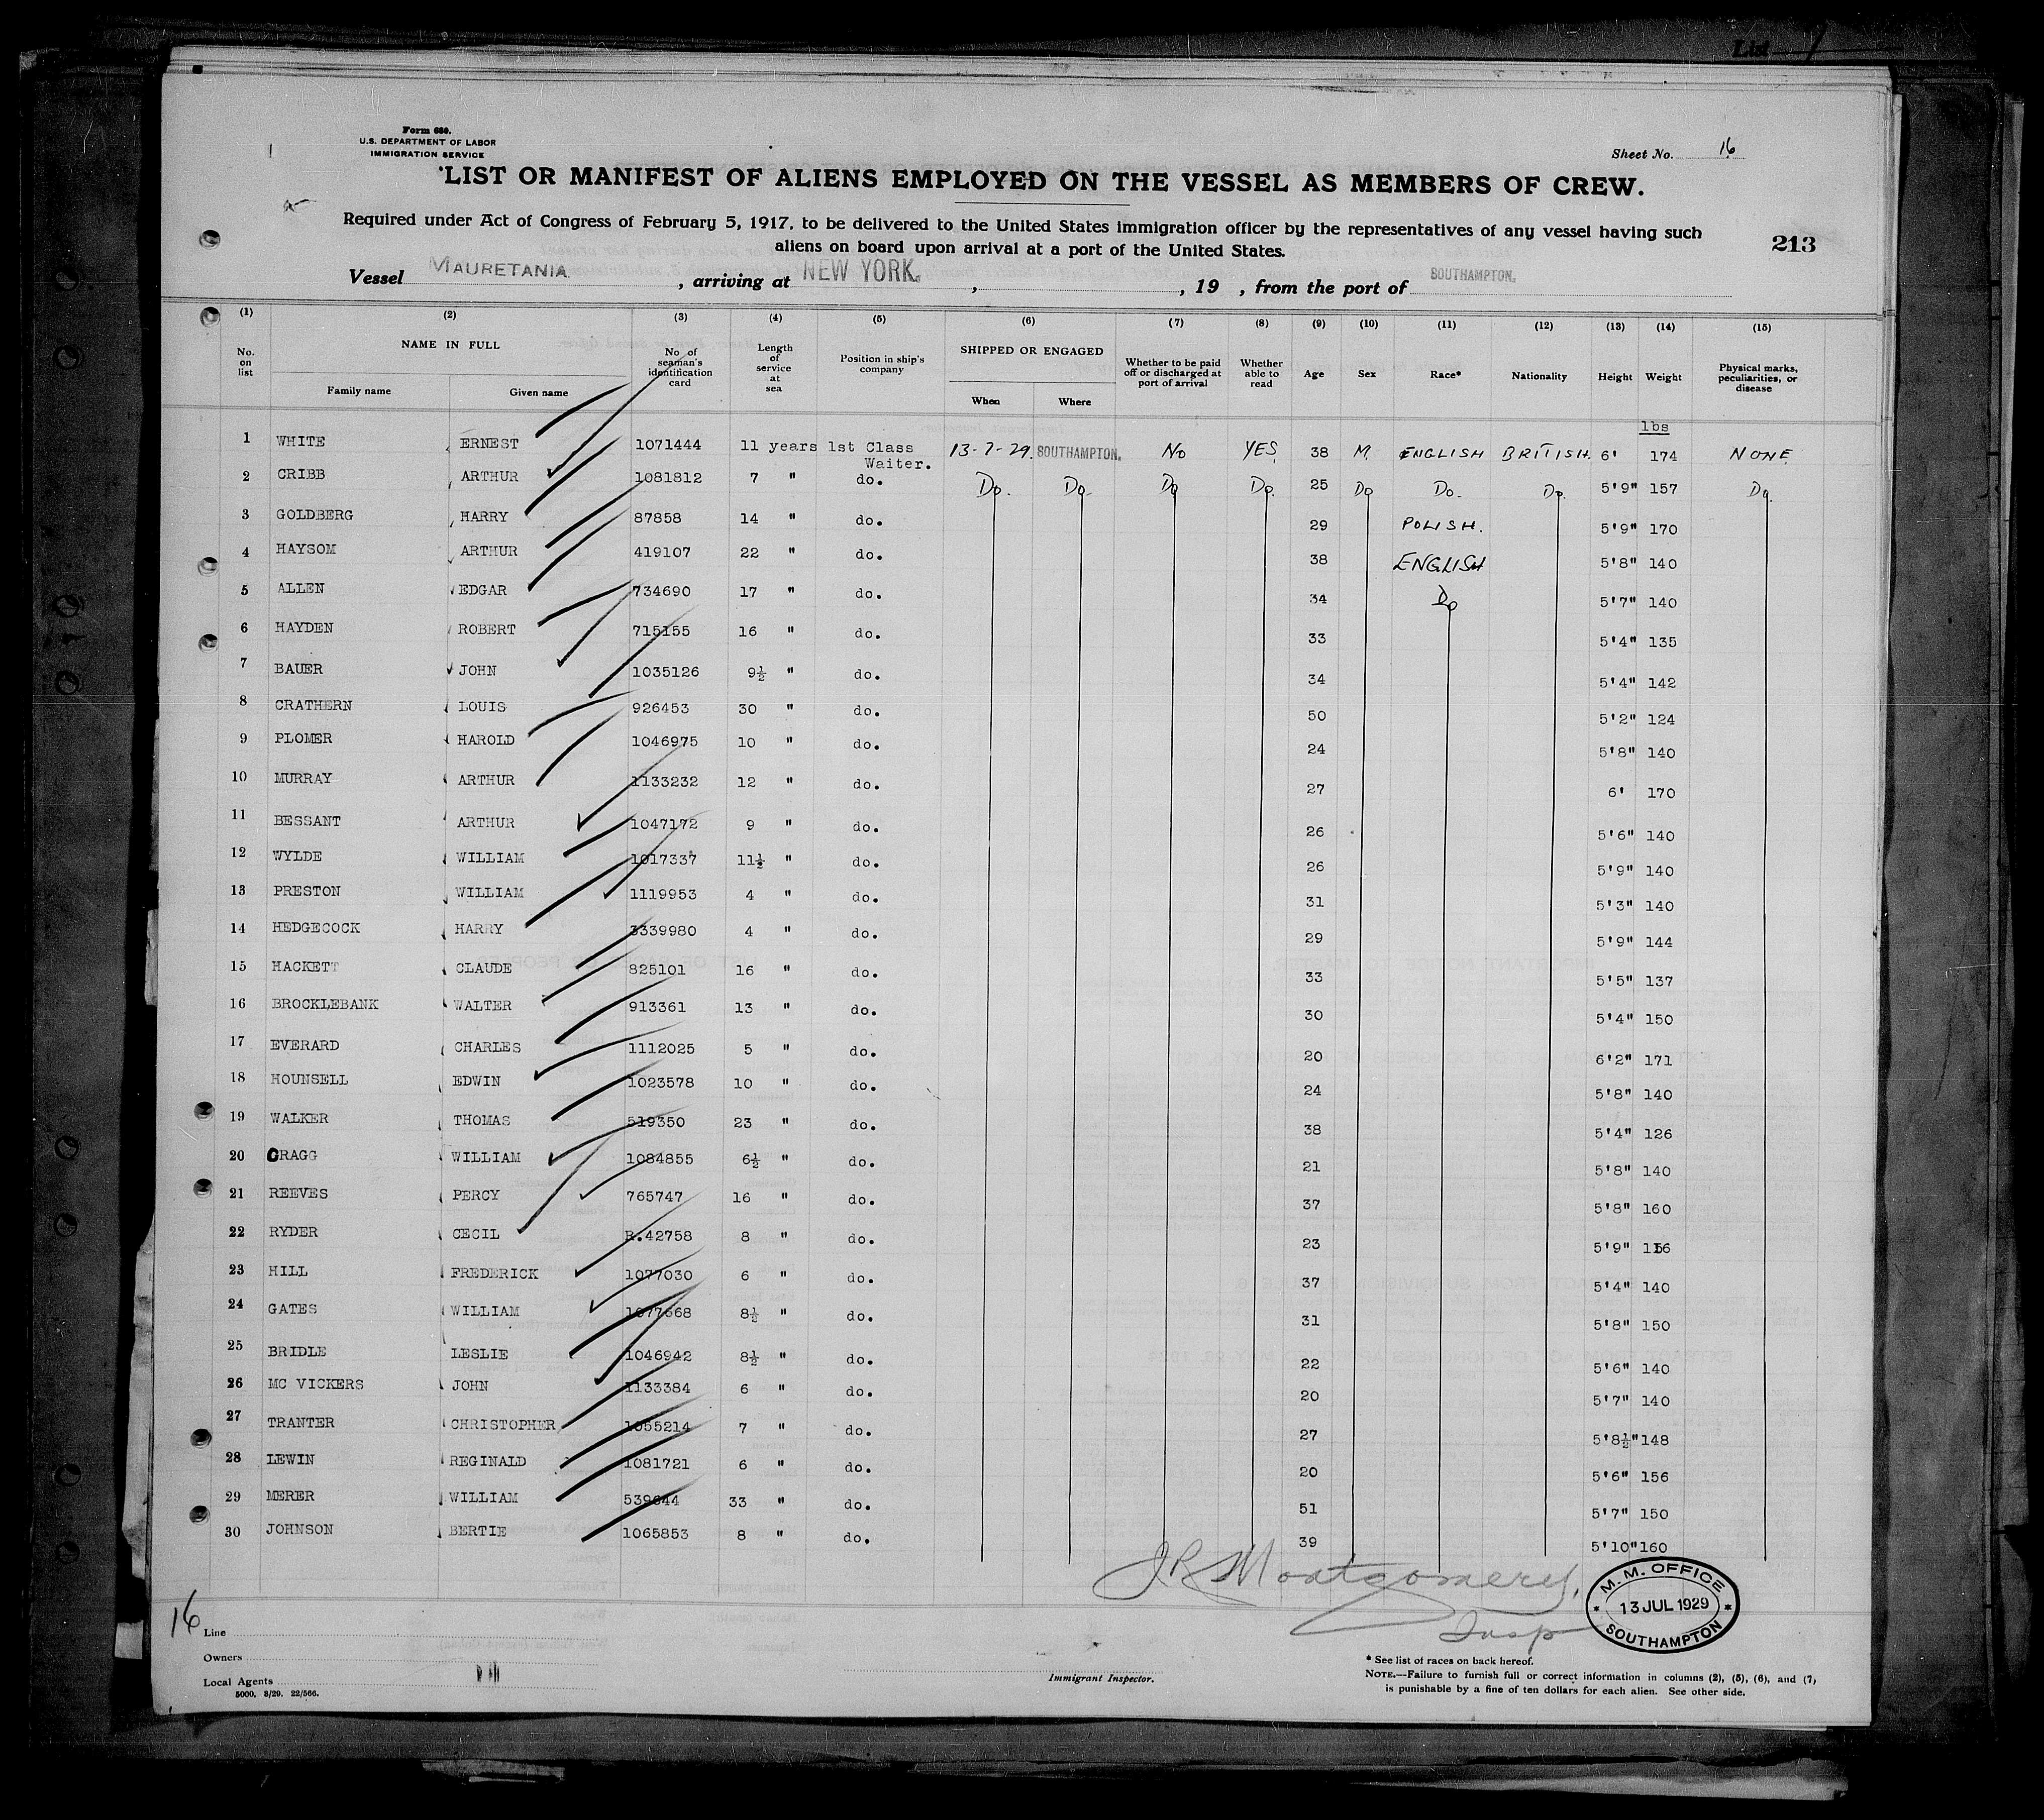 List 1
Form 680.
U.S. DEPARTMENT OF LABOR
IMMIGRATION SERVICE
Sheet No. 16
LIST OR MANIFEST OF ALIENS EMPLOYED ON THE VESSEL AS MEMBERS OF CREW.
Required under Act of Congress of February 5, 1917, to be delivered to the United States immigration officer by the representatives of any vessel having such
aliens on board upon arrival at a port of the United States.
213
Vessel MAURETANIA, arriving at NEW YORK. , , 19 , from the port of SOUTHAMPTON.
(1) (2) (3) (4) (5) (6) (7) (8) (9) (10) (11) (12) (13) (14) (15)
No. on list NAME IN FULL Family name Given name No. of seaman's identification card Length of service at sea Position in ship's company SHIPPED OR ENGAGED When Where Whether to be paid off or discharged at port of arrival Whether able to read Age Sex Race* Nationality Height Weight Physical marks, peculiarities, or disease
lbs
1 WHITE ERNEST 1071444 11 years 1st Class Waiter. 13-7-29. SOUTHAMPTON. No YES 38 M. ENGLISH BRITISH. 6' 174 NONE
2 CRIBB ARTHUR 1081812 7 " do. Do. Do. Do Do. 25 Do Do. Do. 5'9" 157 Do.
3 GOLDBERG HARRY 87858 14 " do. 29 POLISH. 5'9" 170
4 HAYSOM ARTHUR 419107 22 " do. 38 ENGLISH 5'8" 140
5 ALLEN EDGAR 734690 17 " do. 34 Do 5'7" 140
6 HAYDEN ROBERT 715155 16 " do. 33 5'4" 135
7 BAUER JOHN 1035126 9½ " do. 34 5'4" 142
8 CRATHERN LOUIS 926453 30 " do. 50 5'2" 124
9 PLOMER HAROLD 1046975 10 " do. 24 5'8" 140
10 MURRAY ARTHUR 1133232 12 " do. 27 6' 170
11 BESSANT ARTHUR 1047172 9 " do. 26 5'6" 140
12 WYLDE WILLIAM 1017337 11½ " do. 26 5'9" 140
13 PRESTON WILLIAM 1119953 4 " do. 31 5'3" 140
14 HEDGECOCK HARRY 3339980 4 " do. 29 5'9" 144
15 HACKETT CLAUDE 825101 16 " do. 33 5'5" 137
16 BROCKLEBANK WALTER 913361 13 " do. 30 5'4" 150
17 EVERARD CHARLES 1112025 5 " do. 20 6'2" 171
18 HOUNSELL EDWIN 1023578 10 " do. 24 5'8" 140
19 WALKER THOMAS 519350 23 " do. 38 5'4" 126
20 CRAGG WILLIAM 1084855 6½ " do. 21 5'8" 140
21 REEVES PERCY 765747 16 " do. 37 5'8" 160
22 RYDER CECIL R.42758 8 " do. 23 5'9"
23 HILL FREDERICK 1077030 6 " do. 37 5'4" 140
24 GATES WILLIAM 1077668 8½ " do. 31 5'8" 150
25 BRIDLE LESLIE 1046942 8½ " do. 22 5'6" 140
26 MC VICKERS JOHN 1133384 6 " do. 20 5'7" 140
27 TRANTER CHRISTOPHER 1055214 7 " do. 27 5'8½" 148
28 LEWIN REGINALD 1081721 6 " do. 20 5'6" 156
29 MERER WILLIAM 539644 33 " do. 51 5'7" 150
30 JOHNSON BERTIE 1065853 8 " do. 39 5'10" 160
J R Montgomery.
Insp
M. M. OFFICE
* 13 JUL 1929 *
SOUTHAMPTON
16
Line
Owners
Local Agents
5000. 3/29. 22/566.
Immigrant Inspector.
* See list of races on back hereof.
NOTE.—Failure to furnish full or correct information in columns (2), (5), (6), and (7),
is punishable by a fine of ten dollars for each alien. See other side.